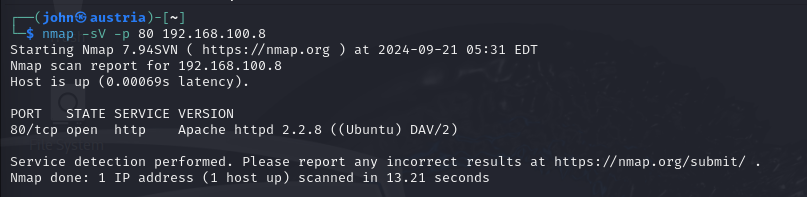 ┌──(john㉿austria)-[~]
└─$ nmap -sV -p 80 192.168.100.8
Starting Nmap 7.94SVN ( https://nmap.org ) at 2024-09-21 05:31 EDT
Nmap scan report for 192.168.100.8
Host is up (0.00069s latency).

PORT   STATE SERVICE VERSION
80/tcp open  http    Apache httpd 2.2.8 ((Ubuntu) DAV/2)
File System
Service detection performed. Please report any incorrect results at https://nmap.org/submit/ .
Nmap done: 1 IP address (1 host up) scanned in 13.21 seconds